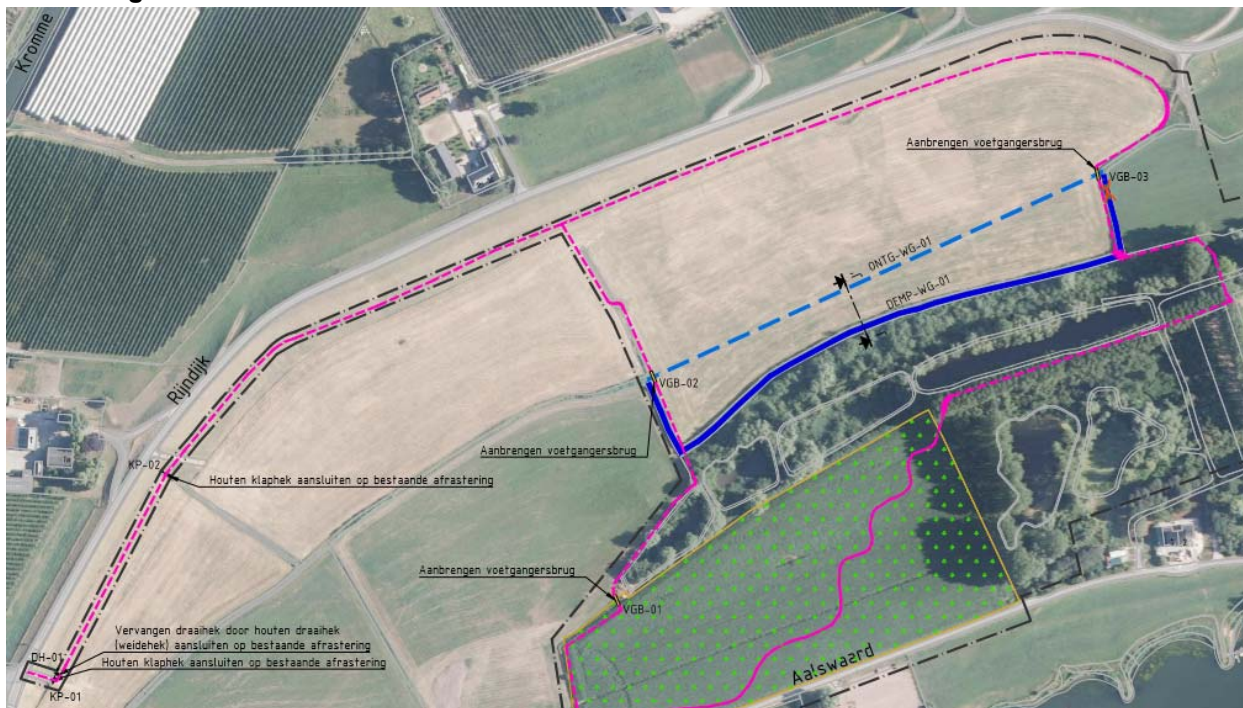 Kromme
Aanbrengen voetgangersbrug
VGB-03
ONTG-WG-01
DEMP-WG-01
Rijndijk
VGB-02
Aanbrengen voetgangersbrug
KP-02
Houten klaphek aansluiten op bestaande afrastering
Aanbrengen voetgangersbrug
VGB-01
Vervangen draaihek door houten draaihek
(weidehek) aansluiten op bestaande afrastering
DH-01
Houten klaphek aansluiten op bestaande afrastering
KP-01
Aalswaard